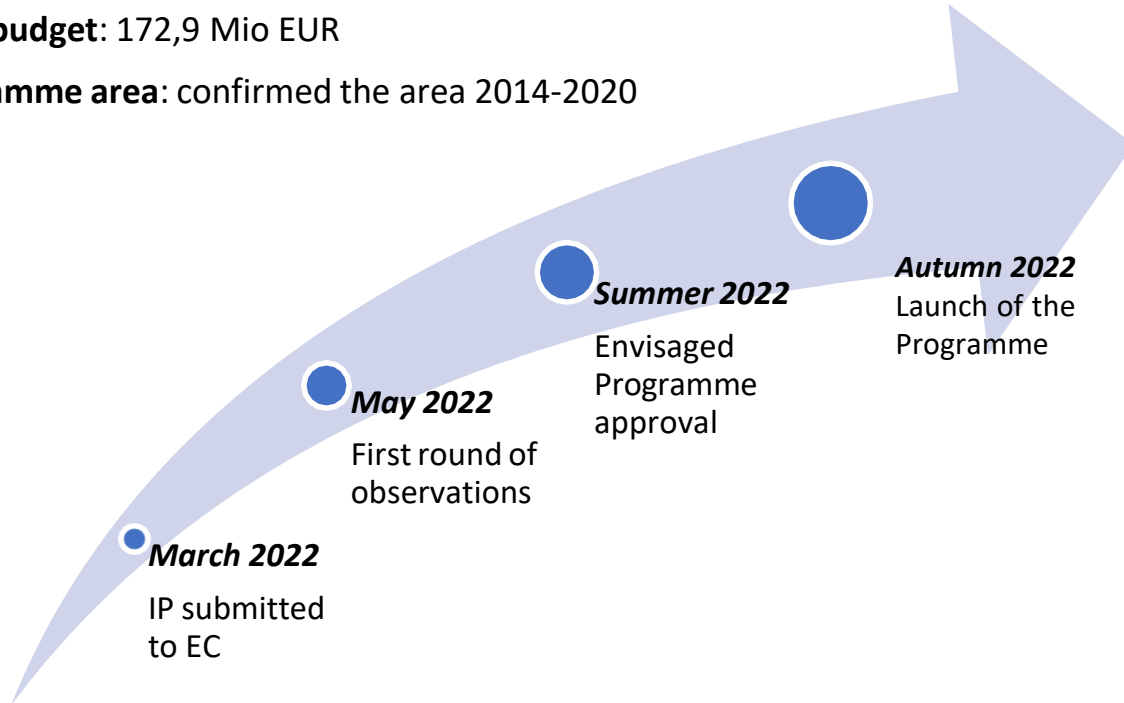 budget: 172,9 Mio EUR
amme area: confirmed the area 2014-2020
Autumn 2022
Launch of the
Programme
Summer 2022
Envisaged
Programme
approval
May 2022
First round of
observations
March 2022
IP submitted
to EC